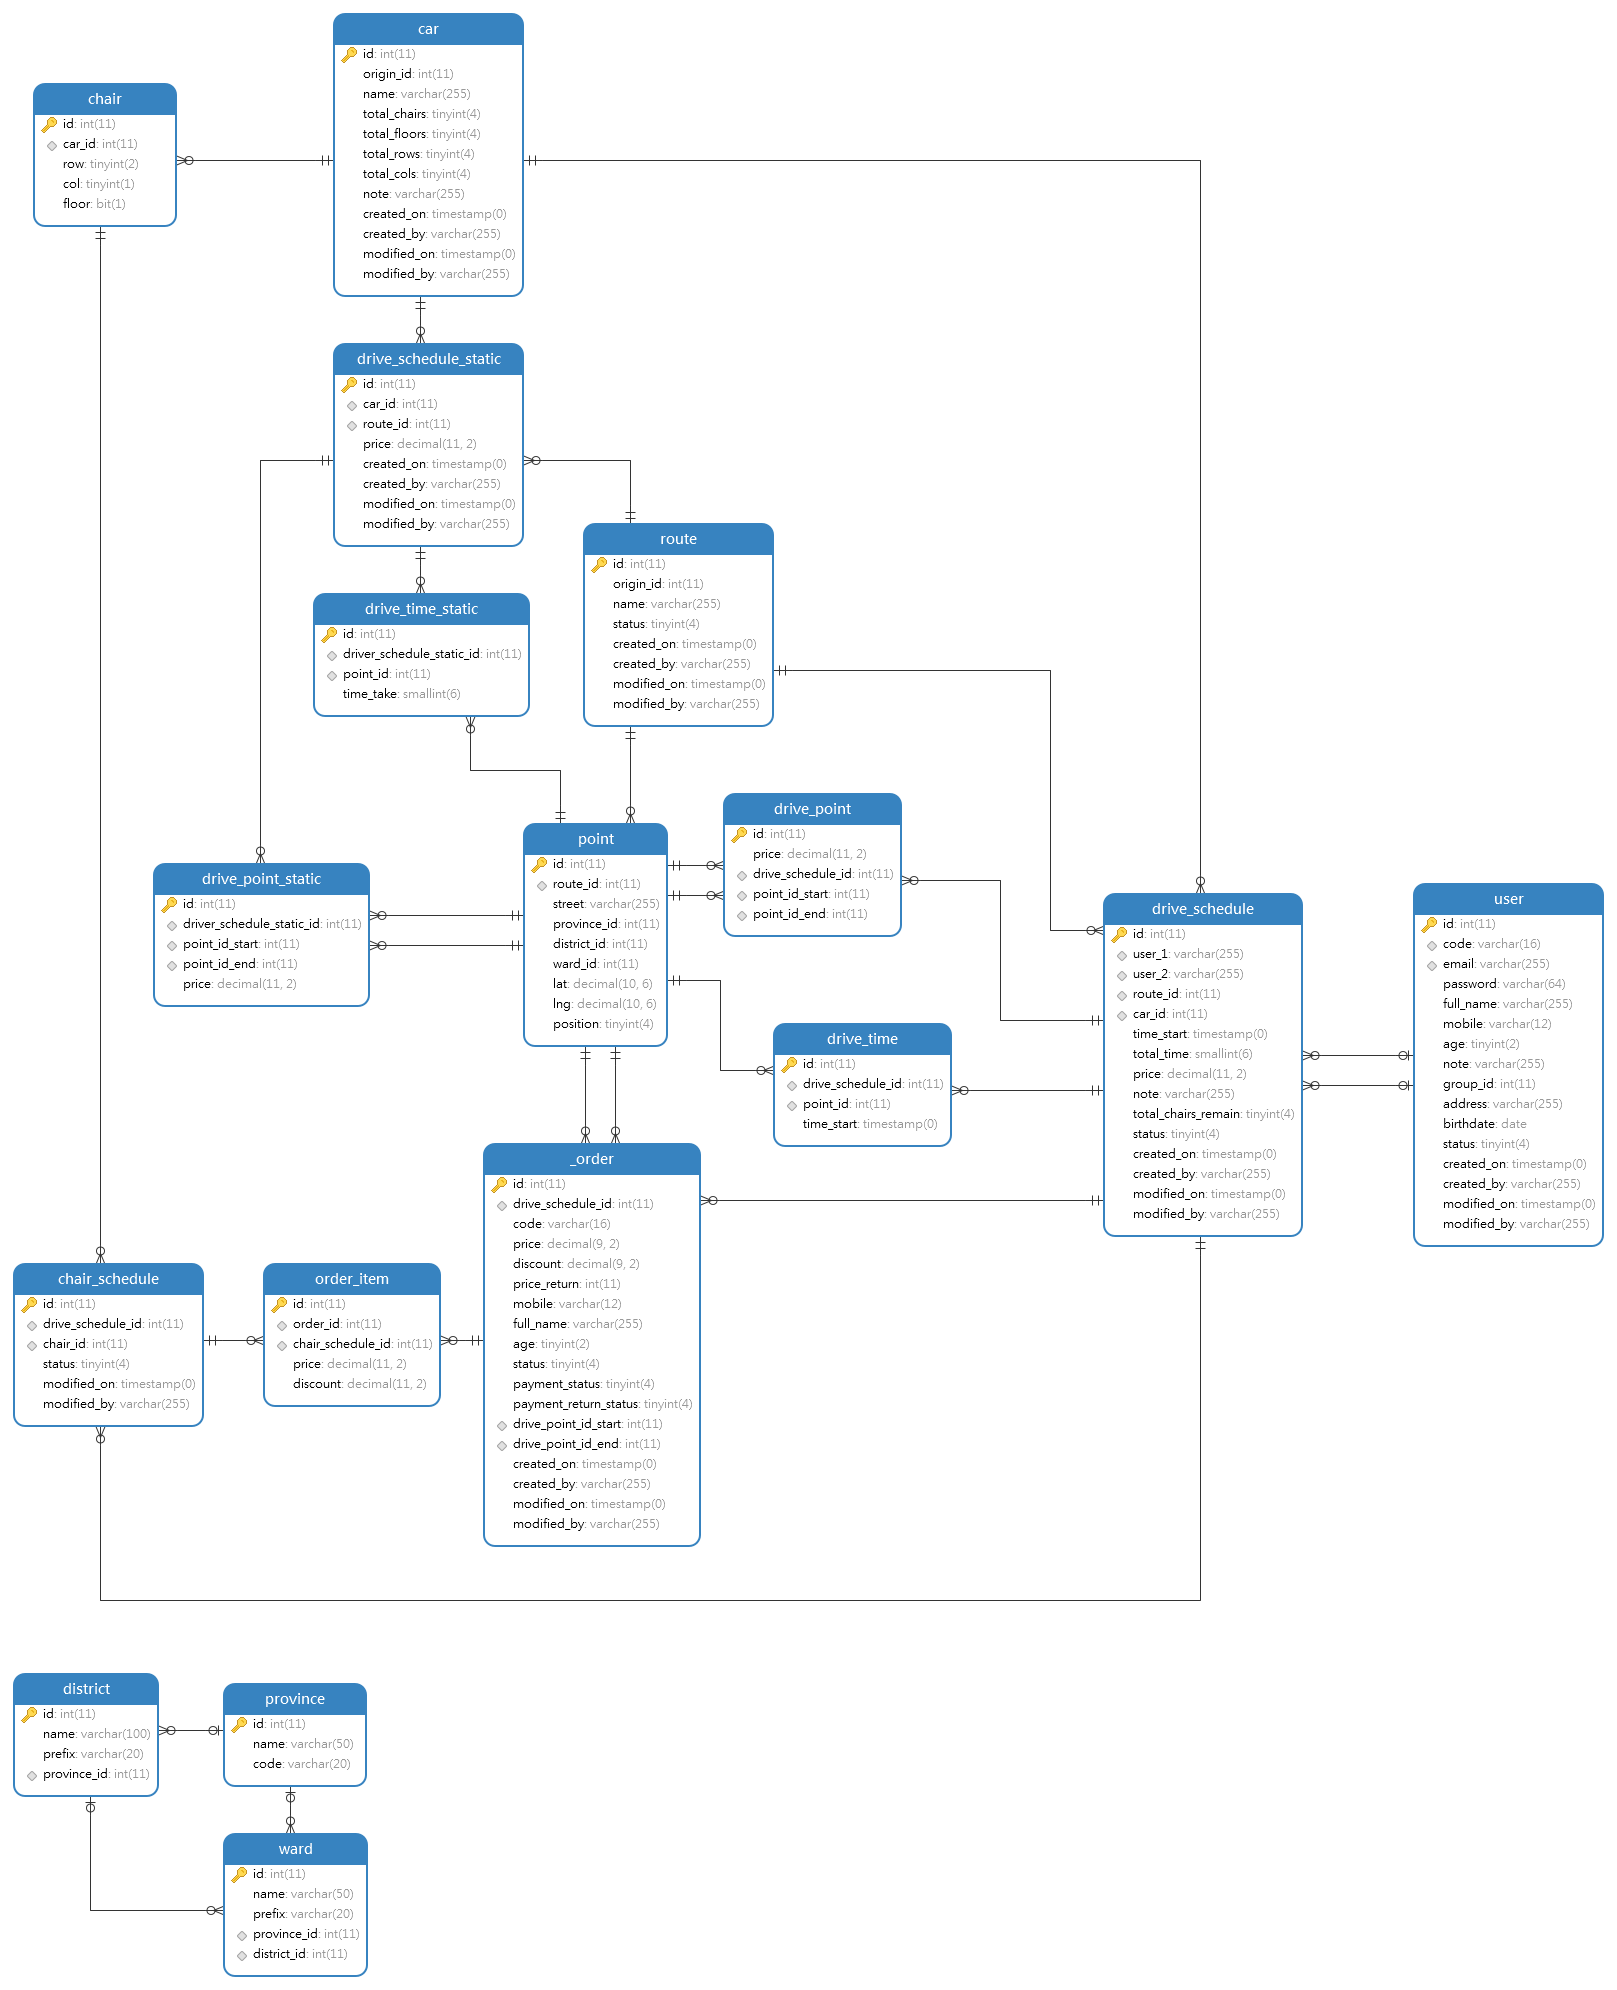 car
id: int(11)
origin_id: int(11)
name: varchar(255)
total_chairs: tinyint(4)
total_floors: tinyint(4)
total_rows: tinyint(4)
total_cols: tinyint(4)
note: varchar(255)
created_on: timestamp(0)
created_by: varchar(255)
modified_on: timestamp(0)
modified_by: varchar(255)
chair
id: int(11)
car_id: int(11)
row: tinyint(2)
col: tinyint(1)
floor: bit(1)
drive_schedule_static
id: int(11)
car_id: int(11)
route_id: int(11)
price: decimal(11, 2)
created_on: timestamp(0)
created_by: varchar(255)
modified_on: timestamp(0)
modified_by: varchar(255)
route
id: int(11)
origin_id: int(11)
name: varchar(255)
status: tinyint(4)
created_on: timestamp(0)
created_by: varchar(255)
modified_on: timestamp(0)
modified_by: varchar(255)
drive_time_static
id: int(11)
driver_schedule_static_id: int(11)
point_id: int(11)
time_take: smallint(6)
drive_point
id: int(11)
price: decimal(11, 2)
drive_schedule_id: int(11)
point_id_start: int(11)
point_id_end: int(11)
point
id: int(11)
route_id: int(11)
street: varchar(255)
province_id: int(11)
district_id: int(11)
ward_id: int(11)
lat: decimal(10, 6)
lng: decimal(10, 6)
position: tinyint(4)
drive_point_static
id: int(11)
driver_schedule_static_id: int(11)
point_id_start: int(11)
point_id_end: int(11)
price: decimal(11, 2)
drive_schedule
id: int(11)
user_1: varchar(255)
user_2: varchar(255)
route_id: int(11)
car_id: int(11)
time_start: timestamp(0)
total_time: smallint(6)
price: decimal(11, 2)
note: varchar(255)
total_chairs_remain: tinyint(4)
status: tinyint(4)
created_on: timestamp(0)
created_by: varchar(255)
modified_on: timestamp(0)
modified_by: varchar(255)
user
id: int(11)
code: varchar(16)
email: varchar(255)
password: varchar(64)
full_name: varchar(255)
mobile: varchar(12)
age: tinyint(2)
note: varchar(255)
group_id: int(11)
address: varchar(255)
birthdate: date
status: tinyint(4)
created_on: timestamp(0)
created_by: varchar(255)
modified_on: timestamp(0)
modified_by: varchar(255)
drive_time
id: int(11)
drive_schedule_id: int(11)
point_id: int(11)
time_start: timestamp(0)
_order
id: int(11)
drive_schedule_id: int(11)
code: varchar(16)
price: decimal(9, 2)
discount: decimal(9, 2)
price_return: int(11)
mobile: varchar(12)
full_name: varchar(255)
age: tinyint(2)
status: tinyint(4)
payment_status: tinyint(4)
payment_return_status: tinyint(4)
drive_point_id_start: int(11)
drive_point_id_end: int(11)
created_on: timestamp(0)
created_by: varchar(255)
modified_on: timestamp(0)
modified_by: varchar(255)
chair_schedule
id: int(11)
drive_schedule_id: int(11)
chair_id: int(11)
status: tinyint(4)
modified_on: timestamp(0)
modified_by: varchar(255)
order_item
id: int(11)
order_id: int(11)
chair_schedule_id: int(11)
price: decimal(11, 2)
discount: decimal(11, 2)
district
id: int(11)
name: varchar(100)
prefix: varchar(20)
province_id: int(11)
province
id: int(11)
name: varchar(50)
code: varchar(20)
ward
id: int(11)
name: varchar(50)
prefix: varchar(20)
province_id: int(11)
district_id: int(11)